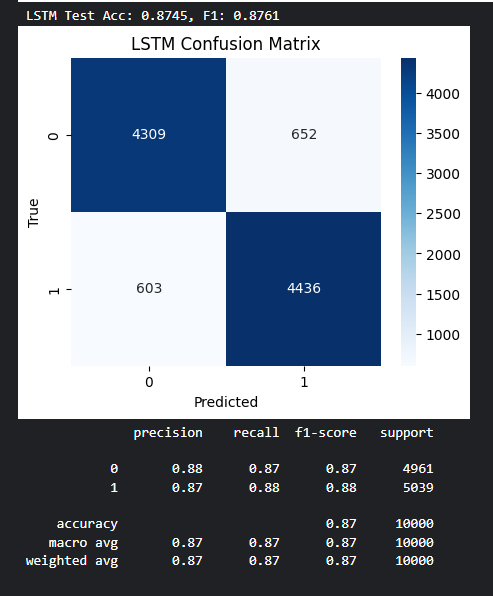 LSTM Test Acc: 0.8745, F1: 0.8761
LSTM Confusion Matrix
4309 652
603 4436
0
1
True
0 1
Predicted
4000
3500
3000
2500
2000
1500
1000
precision recall f1-score support
0 0.88 0.87 0.87 4961
1 0.87 0.88 0.88 5039
accuracy 0.87 10000
macro avg 0.87 0.87 0.87 10000
weighted avg 0.87 0.87 0.87 10000